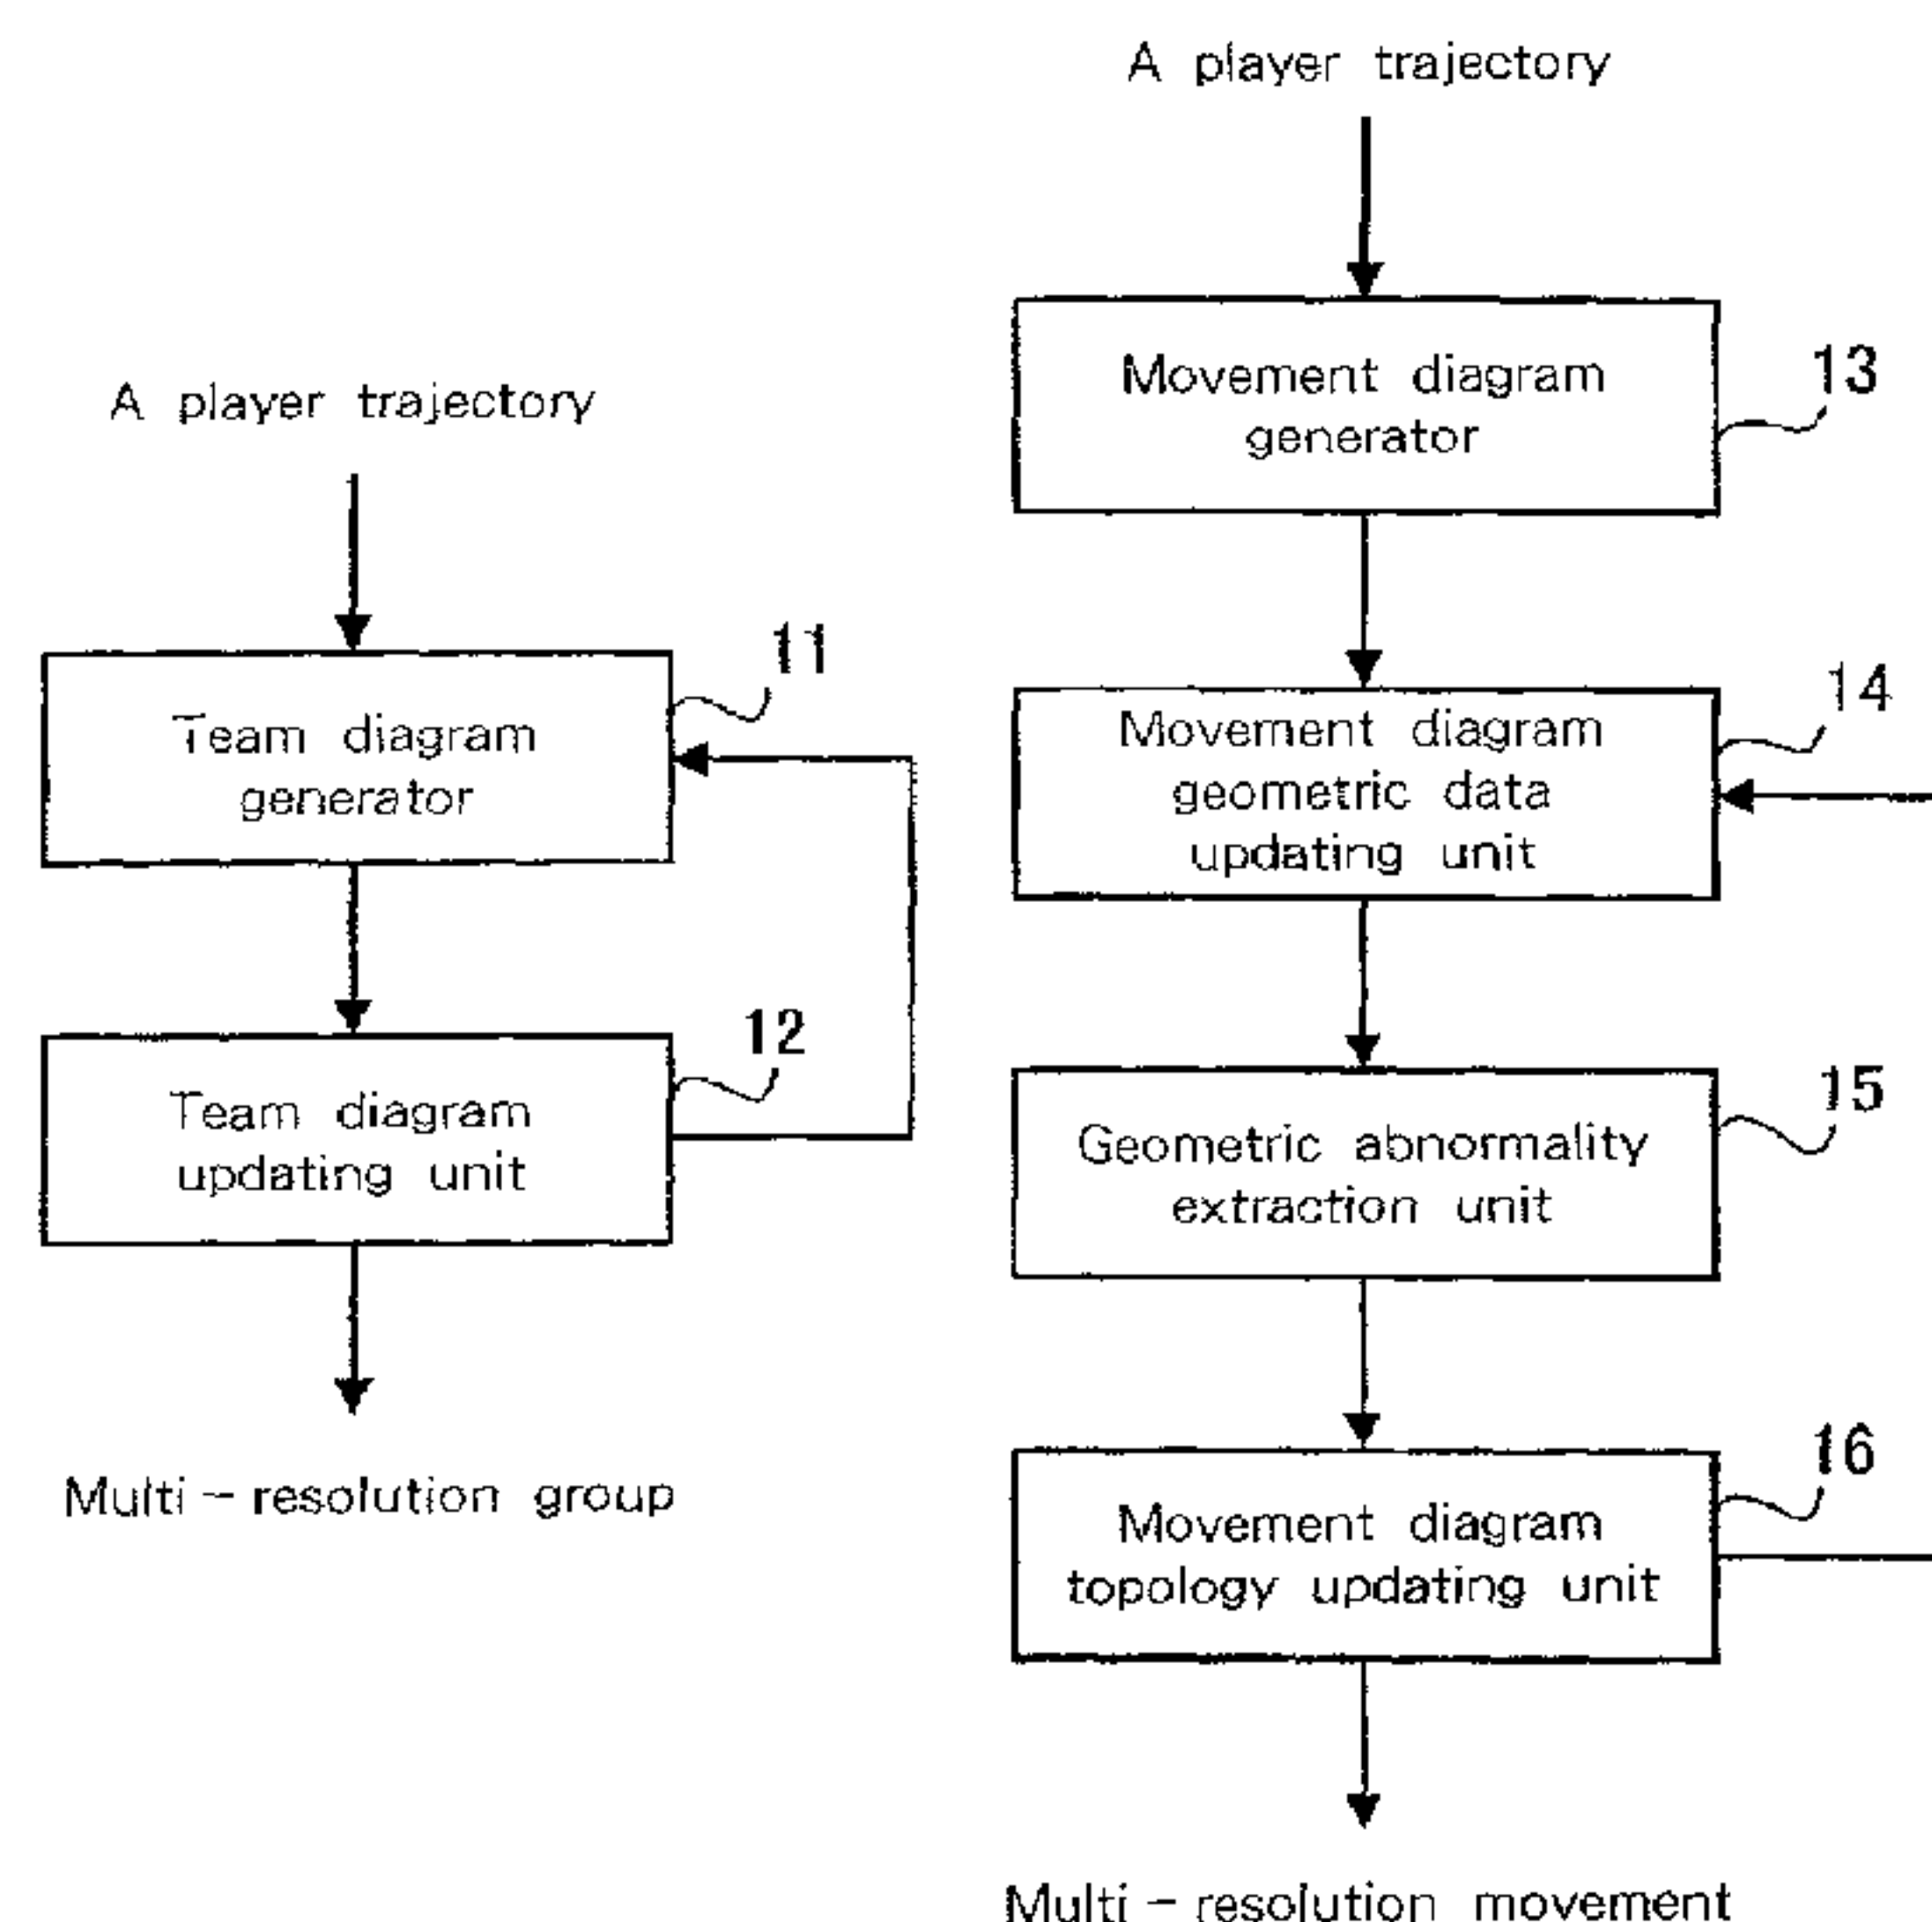 A player trajectory
11
Team diagram
generator
12
Team diagram
updating unit
Multi-resolution group
A player trajectory
13
Movement diagram
generator
14
Movement diagram
geometric data
updating unit
15
Geometric abnormality
extraction unit
16
Movement diagram
topology updating unit
Multi-resolution movement